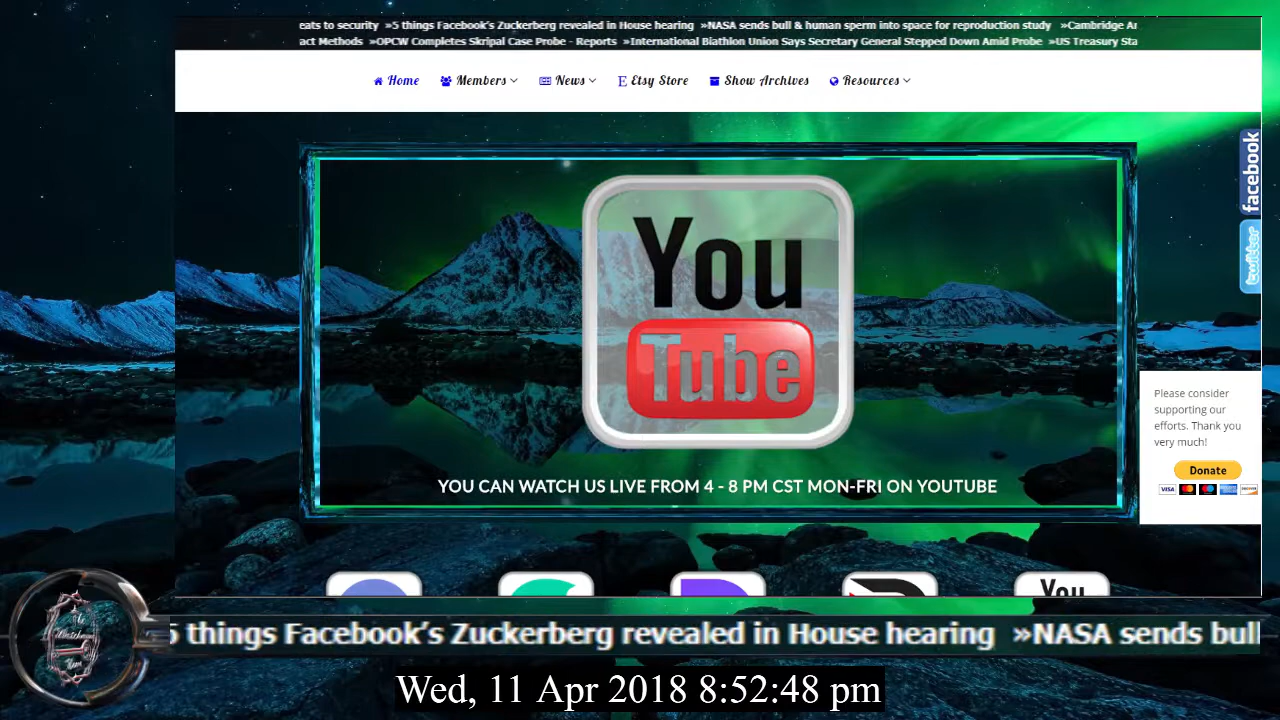 eats to security »5 things Facebook's Zuckerberg revealed in House hearing »NASA sends bull & human sperm into space for reproduction study »Cambridge
act Methods »OPCW Completes Skripal Case Probe - Reports »International Biathlon Union Says Secretary General Stepped Down Amid Probe »US Treasury Sta
Home Members News E Etsy Store Show Archives Resources
facebook
twitter
You
Tube
Please consider
supporting our
efforts. Thank you
very much!
Donate
VISA
YOU CAN WATCH US LIVE FROM 4 - 8 PM CST MON-FRI ON YOUTUBE
You
5 things Facebook's Zuckerberg revealed in House hearing »NASA sends bull
Wed, 11 Apr 2018 8:52:48 pm